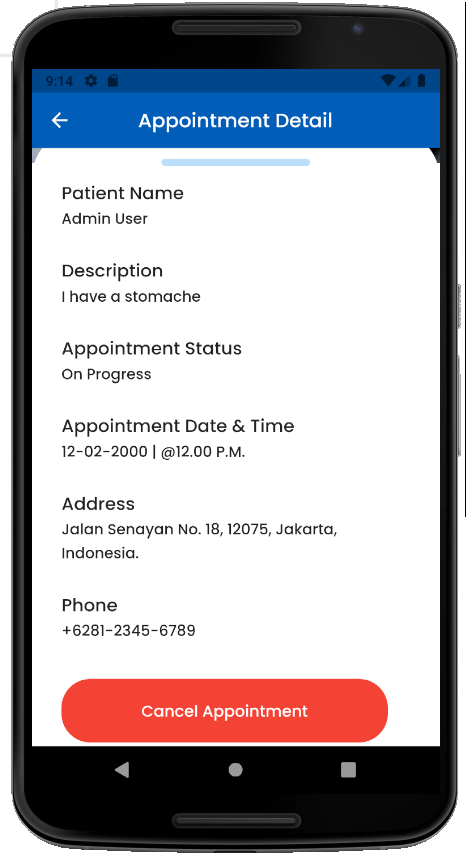 9:14
Appointment Detail
Patient Name
Admin User
Description
I have a stomache
Appointment Status
On Progress
Appointment Date & Time
12-02-2000 | @12.00 P.M.
Address
Jalan Senayan No. 18, 12075, Jakarta,
Indonesia.
Phone
+6281-2345-6789
Cancel Appointment